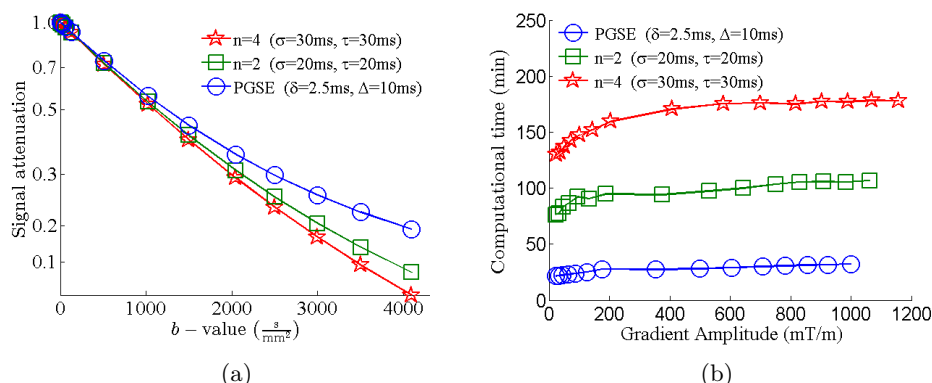 Signal attenuation
1.0
0.7
0.5
0.3
0.2
0.1
n=4 (σ=30ms, τ=30ms)
n=2 (σ=20ms, τ=20ms)
PGSE (δ=2.5ms, Δ=10ms)
0 1000 2000 3000 4000
b − value (s/mm²)
(a)
Computational time (min)
250
200
150
100
50
0
PGSE (δ=2.5ms, Δ=10ms)
n=2 (σ=20ms, τ=20ms)
n=4 (σ=30ms, τ=30ms)
0 200 400 600 800 1000 1200
Gradient Amplitude (mT/m)
(b)